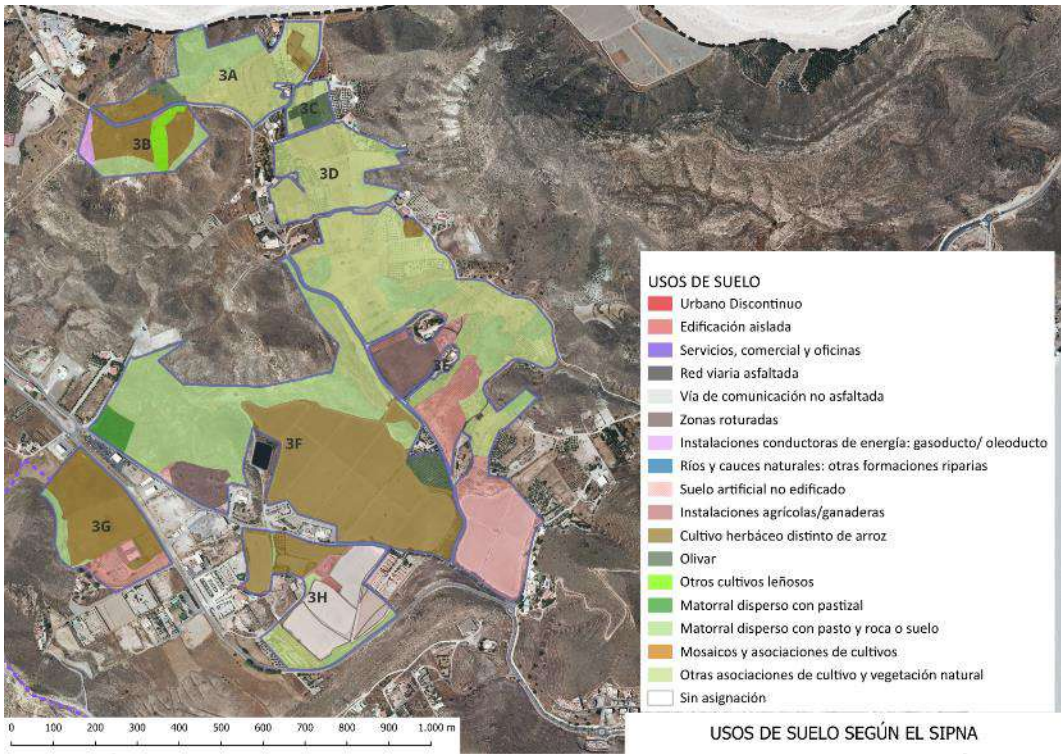 3A
3C
3B
3D
3E
3F
3G
3H
USOS DE SUELO
Urbano Discontinuo
Edificación aislada
Servicios, comercial y oficinas
Red viaria asfaltada
Vía de comunicación no asfaltada
Zonas roturadas
Instalaciones conductoras de energía: gasoducto/ oleoducto
Ríos y cauces naturales: otras formaciones riparias
Suelo artificial no edificado
Instalaciones agrícolas/ganaderas
Cultivo herbáceo distinto de arroz
Olivar
Otros cultivos leñosos
Matorral disperso con pastizal
Matorral disperso con pasto y roca o suelo
Mosaicos y asociaciones de cultivos
Otras asociaciones de cultivo y vegetación natural
Sin asignación
0 100 200 300 400 500 600 700 800 900 1.000 m
USOS DE SUELO SEGÚN EL SIPNA